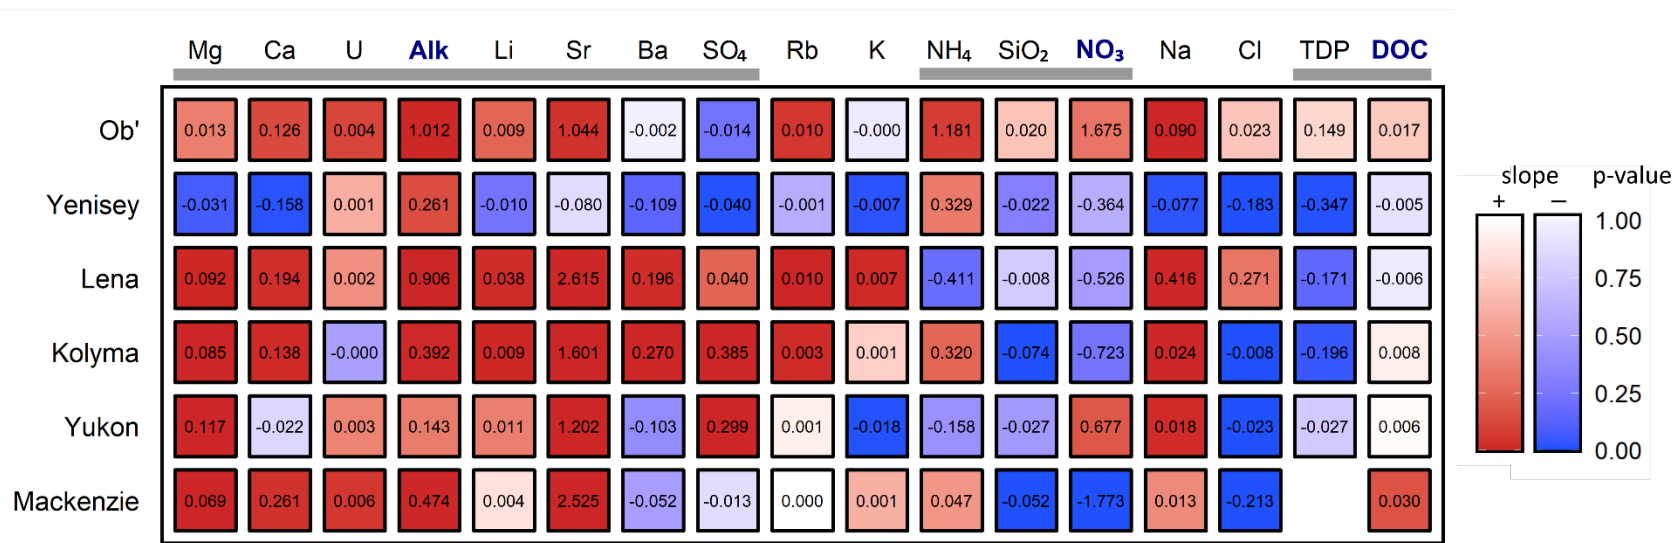 Mg Ca U Alk Li Sr Ba SO₄ Rb K NH₄ SiO₂ NO₃ Na Cl TDP DOC
Ob' 0.013 0.126 0.004 1.012 0.009 1.044 -0.002 -0.014 0.010 -0.000 1.181 0.020 1.675 0.090 0.023 0.149 0.017
Yenisey -0.031 -0.158 0.001 0.261 -0.010 -0.080 -0.109 -0.040 -0.001 -0.007 0.329 -0.022 -0.364 -0.077 -0.183 -0.347 -0.005
Lena 0.092 0.194 0.002 0.906 0.038 2.615 0.196 0.040 0.010 0.007 -0.411 -0.008 -0.526 0.416 0.271 -0.171 -0.006
Kolyma 0.085 0.138 -0.000 0.392 0.009 1.601 0.270 0.385 0.003 0.001 0.320 -0.074 -0.723 0.024 -0.008 -0.196 0.008
Yukon 0.117 -0.022 0.003 0.143 0.011 1.202 -0.103 0.299 0.001 -0.018 -0.158 -0.027 0.677 0.018 -0.023 -0.027 0.006
Mackenzie 0.069 0.261 0.006 0.474 0.004 2.525 -0.052 -0.013 0.000 0.001 0.047 -0.052 -1.773 0.013 -0.213 0.030
slope p-value
+ −
1.00
0.75
0.50
0.25
0.00